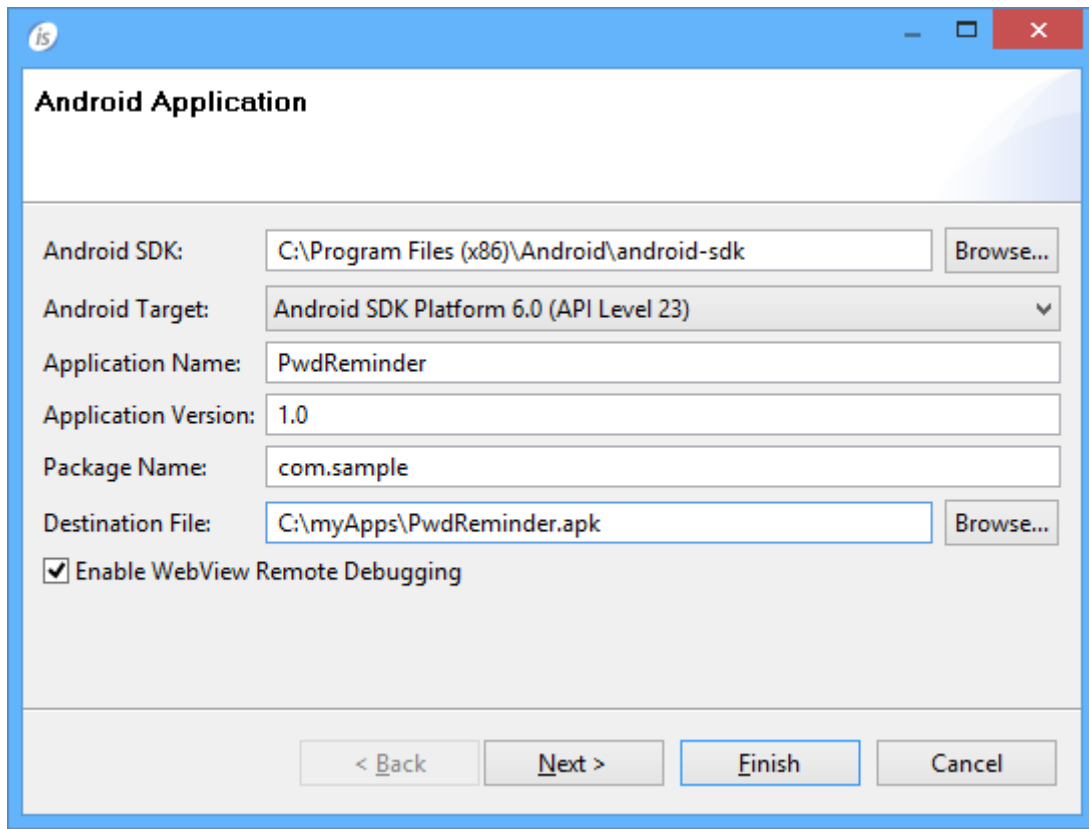 is
Android Application
Android SDK: C:\Program Files (x86)\Android\android-sdk Browse...
Android Target: Android SDK Platform 6.0 (API Level 23)
Application Name: PwdReminder
Application Version: 1.0
Package Name: com.sample
Destination File: C:\myApps\PwdReminder.apk Browse...
Enable WebView Remote Debugging
< Back Next > Finish Cancel